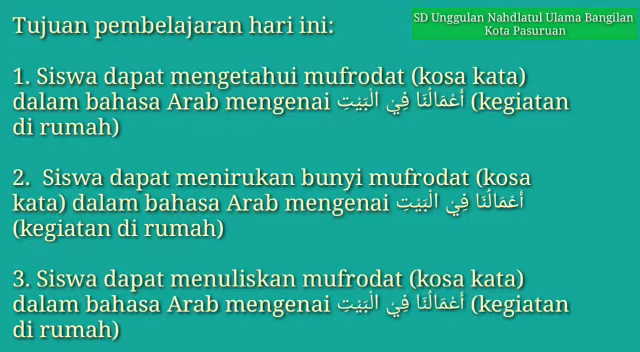 Tujuan pembelajaran hari ini:
SD Unggulan Nahdlatul Ulama Bangilan
Kota Pasuruan
1. Siswa dapat mengetahui mufrodat (kosa kata)
dalam bahasa Arab mengenai أَعْمَالُنَا فِيْ الْبَيْتِ (kegiatan
di rumah)
2. Siswa dapat menirukan bunyi mufrodat (kosa
kata) dalam bahasa Arab mengenai أَعْمَالُنَا فِيْ الْبَيْتِ
(kegiatan di rumah)
3. Siswa dapat menuliskan mufrodat (kosa kata)
dalam bahasa Arab mengenai أَعْمَالُنَا فِيْ الْبَيْتِ (kegiatan
di rumah)